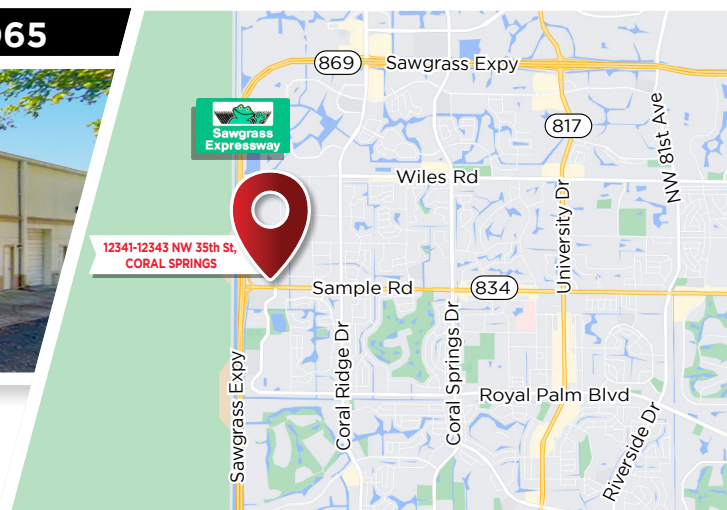 065
869
Sawgrass Expy
Sawgrass
Expressway
817
NW 81st Ave
Wiles Rd
University Dr
12341-12343 NW 35th St,
CORAL SPRINGS
Sample Rd
834
Sawgrass Expy
Coral Ridge Dr
Coral Springs Dr
Royal Palm Blvd
Riverside Dr